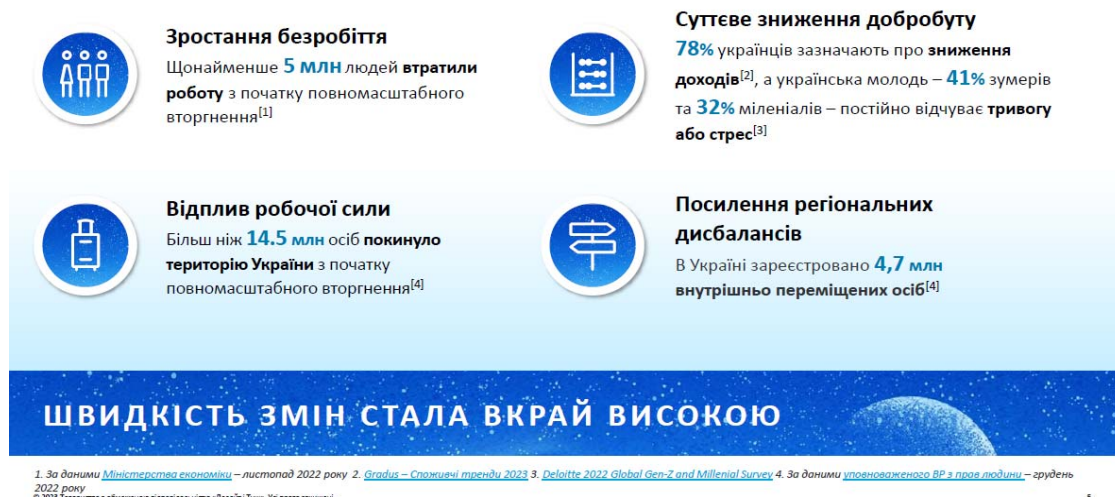 Зростання безробіття
Щонайменше 5 млн людей втратили
роботу з початку повномасштабного
вторгнення[1]
Суттєве зниження добробуту
78% українців зазначають про зниження
доходів[2], а українська молодь – 41% зумерів
та 32% міленіалів – постійно відчуває тривогу
або стрес[3]
Відплив робочої сили
Більш ніж 14.5 млн осіб покинуло
територію України з початку
повномасштабного вторгнення[4]
Посилення регіональних
дисбалансів
В Україні зареєстровано 4,7 млн
внутрішньо переміщених осіб[4]
ШВИДКІСТЬ ЗМІН СТАЛА ВКРАЙ ВИСОКОЮ
1. За даними Міністерства економіки – листопад 2022 року 2. Gradus – Споживчі тренди 2023 3. Deloitte 2022 Global Gen-Z and Millenial Survey 4. За даними уповноваженого ВР з прав людини – грудень
2022 року